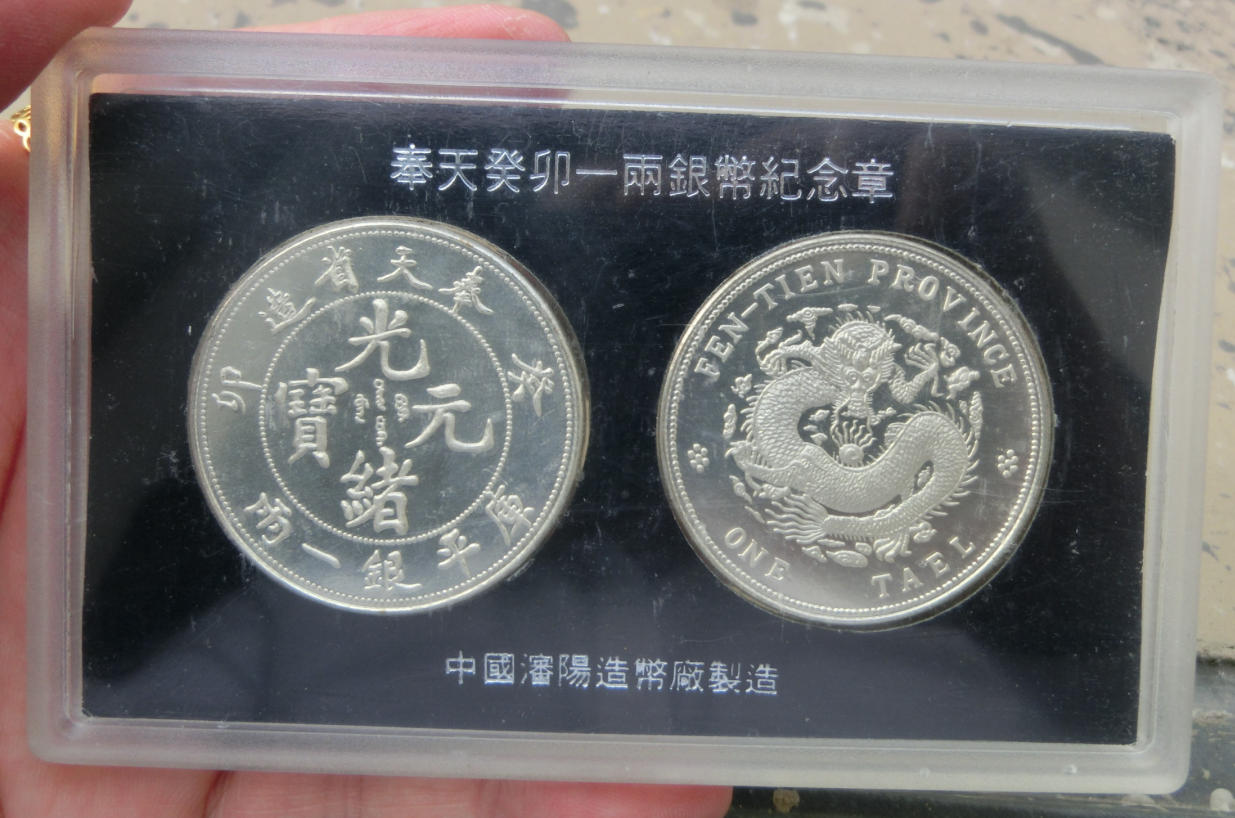 奉天癸卯一兩銀幣紀念章
奉天省造
癸卯
光緒元寶
庫平銀一兩
FEN-TIEN PROVINCE
ONE TAEL
中國瀋陽造幣廠製造